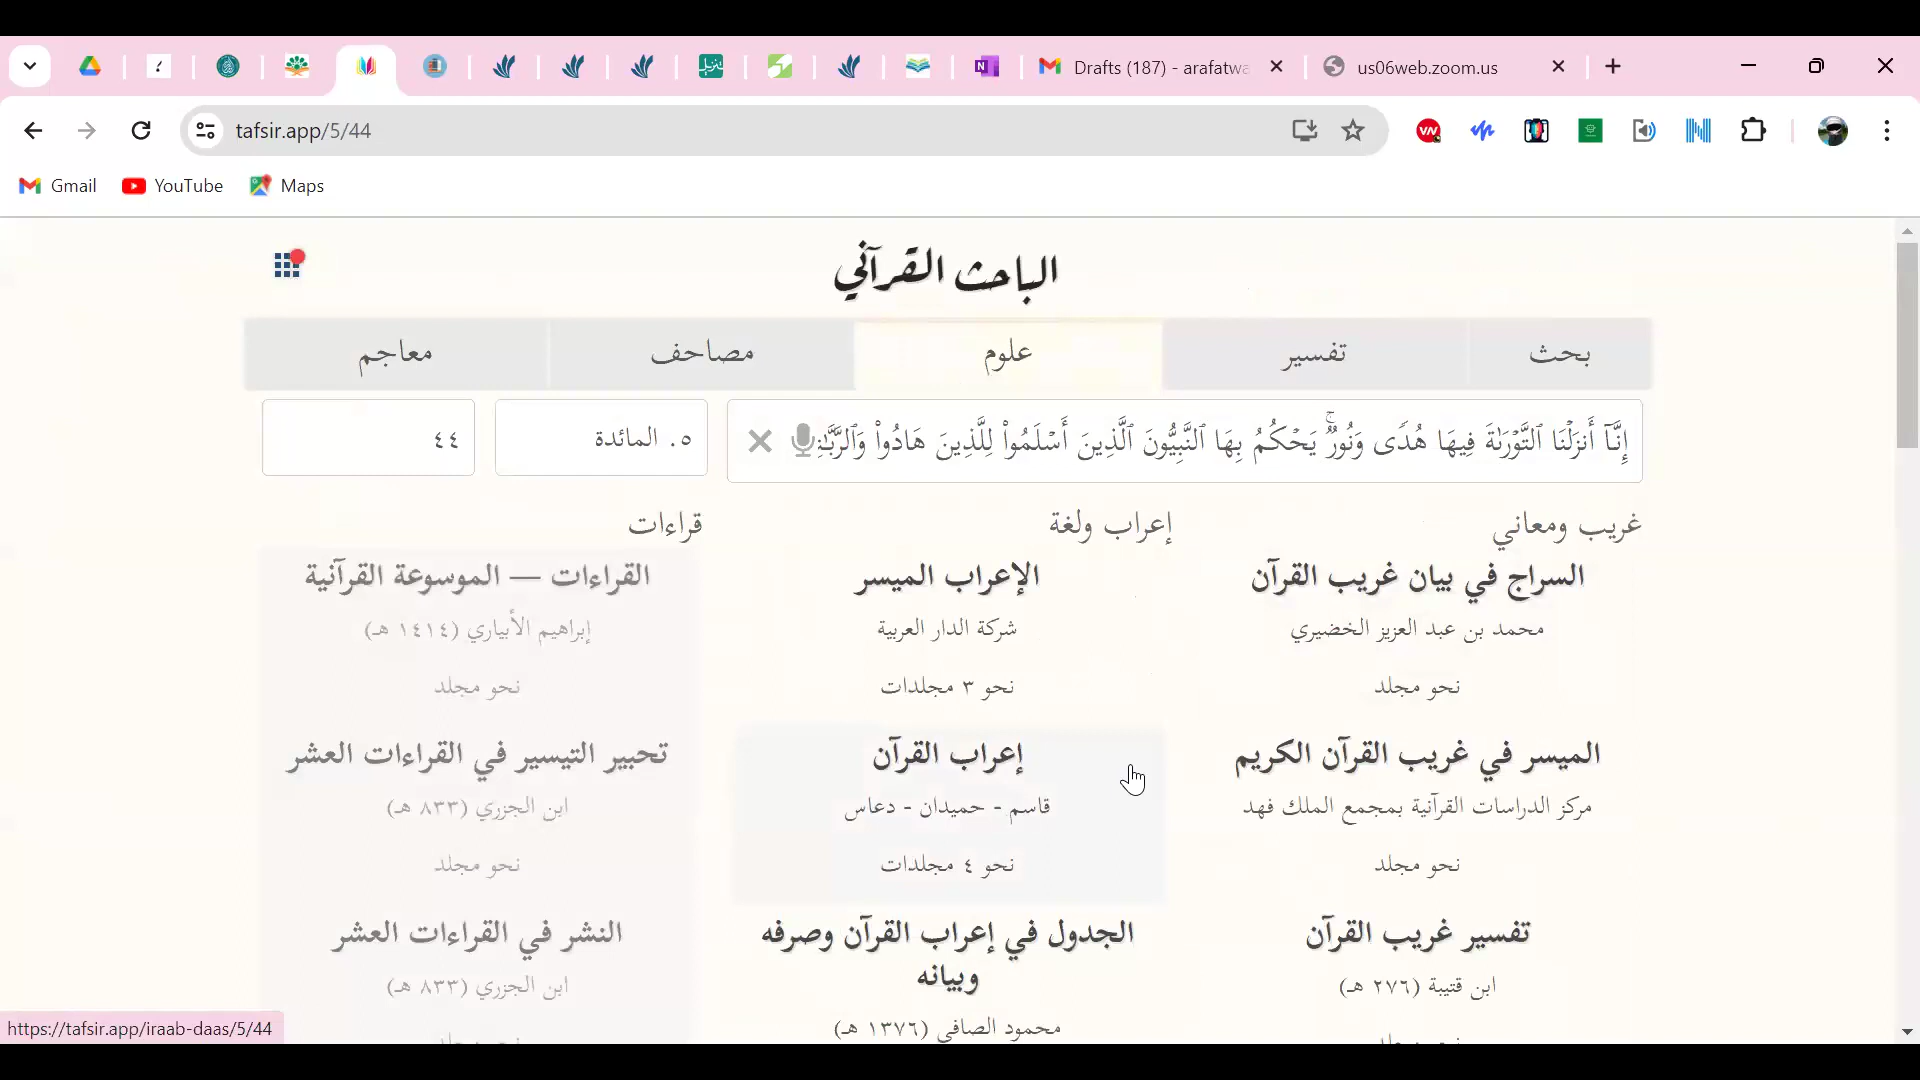 Drafts (187) - arafatwa
us06web.zoom.us
tafsir.app/5/44
Gmail
YouTube
Maps
الباحث القرآني
بحث
تفسير
علوم
مصاحف
معاجم
إِنَّآ أَنزَلْنَا ٱلتَّوْرَىٰةَ فِيهَا هُدًى وَنُورٌۚ يَحْكُمُ بِهَا ٱلنَّبِيُّونَ ٱلَّذِينَ أَسْلَمُوا۟ لِلَّذِينَ هَادُوا۟
٥. المائدة
٤٤
غريب ومعاني
السراج في بيان غريب القرآن
محمد بن عبد العزيز الخضيري
نحو مجلد
الميسر في غريب القرآن الكريم
مركز الدراسات القرآنية بمجمع الملك فهد
نحو مجلد
تفسير غريب القرآن
ابن قتيبة (٢٧٦ هـ)
إعراب ولغة
الإعراب الميسر
شركة الدار العربية
نحو ٣ مجلدات
إعراب القرآن
قاسم - حميدان - دعاس
نحو ٤ مجلدات
الجدول في إعراب القرآن وصرفه
وبيانه
محمود الصافي (١٣٧٦ هـ)
قراءات
القراءات — الموسوعة القرآنية
إبراهيم الأبياري (١٤١٤ هـ)
نحو مجلد
تحبير التيسير في القراءات العشر
ابن الجزري (٨٣٣ هـ)
نحو مجلد
النشر في القراءات العشر
ابن الجزري (٨٣٣ هـ)
https://tafsir.app/iraab-daas/5/44